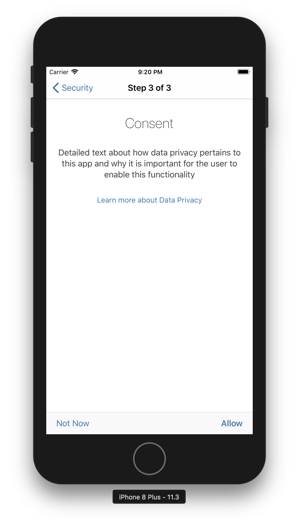 Carrier 9:20 PM
Security Step 3 of 3
Consent
Detailed text about how data privacy pertains to
this app and why it is important for the user to
enable this functionality
Learn more about Data Privacy
Not Now Allow
iPhone 8 Plus - 11.3